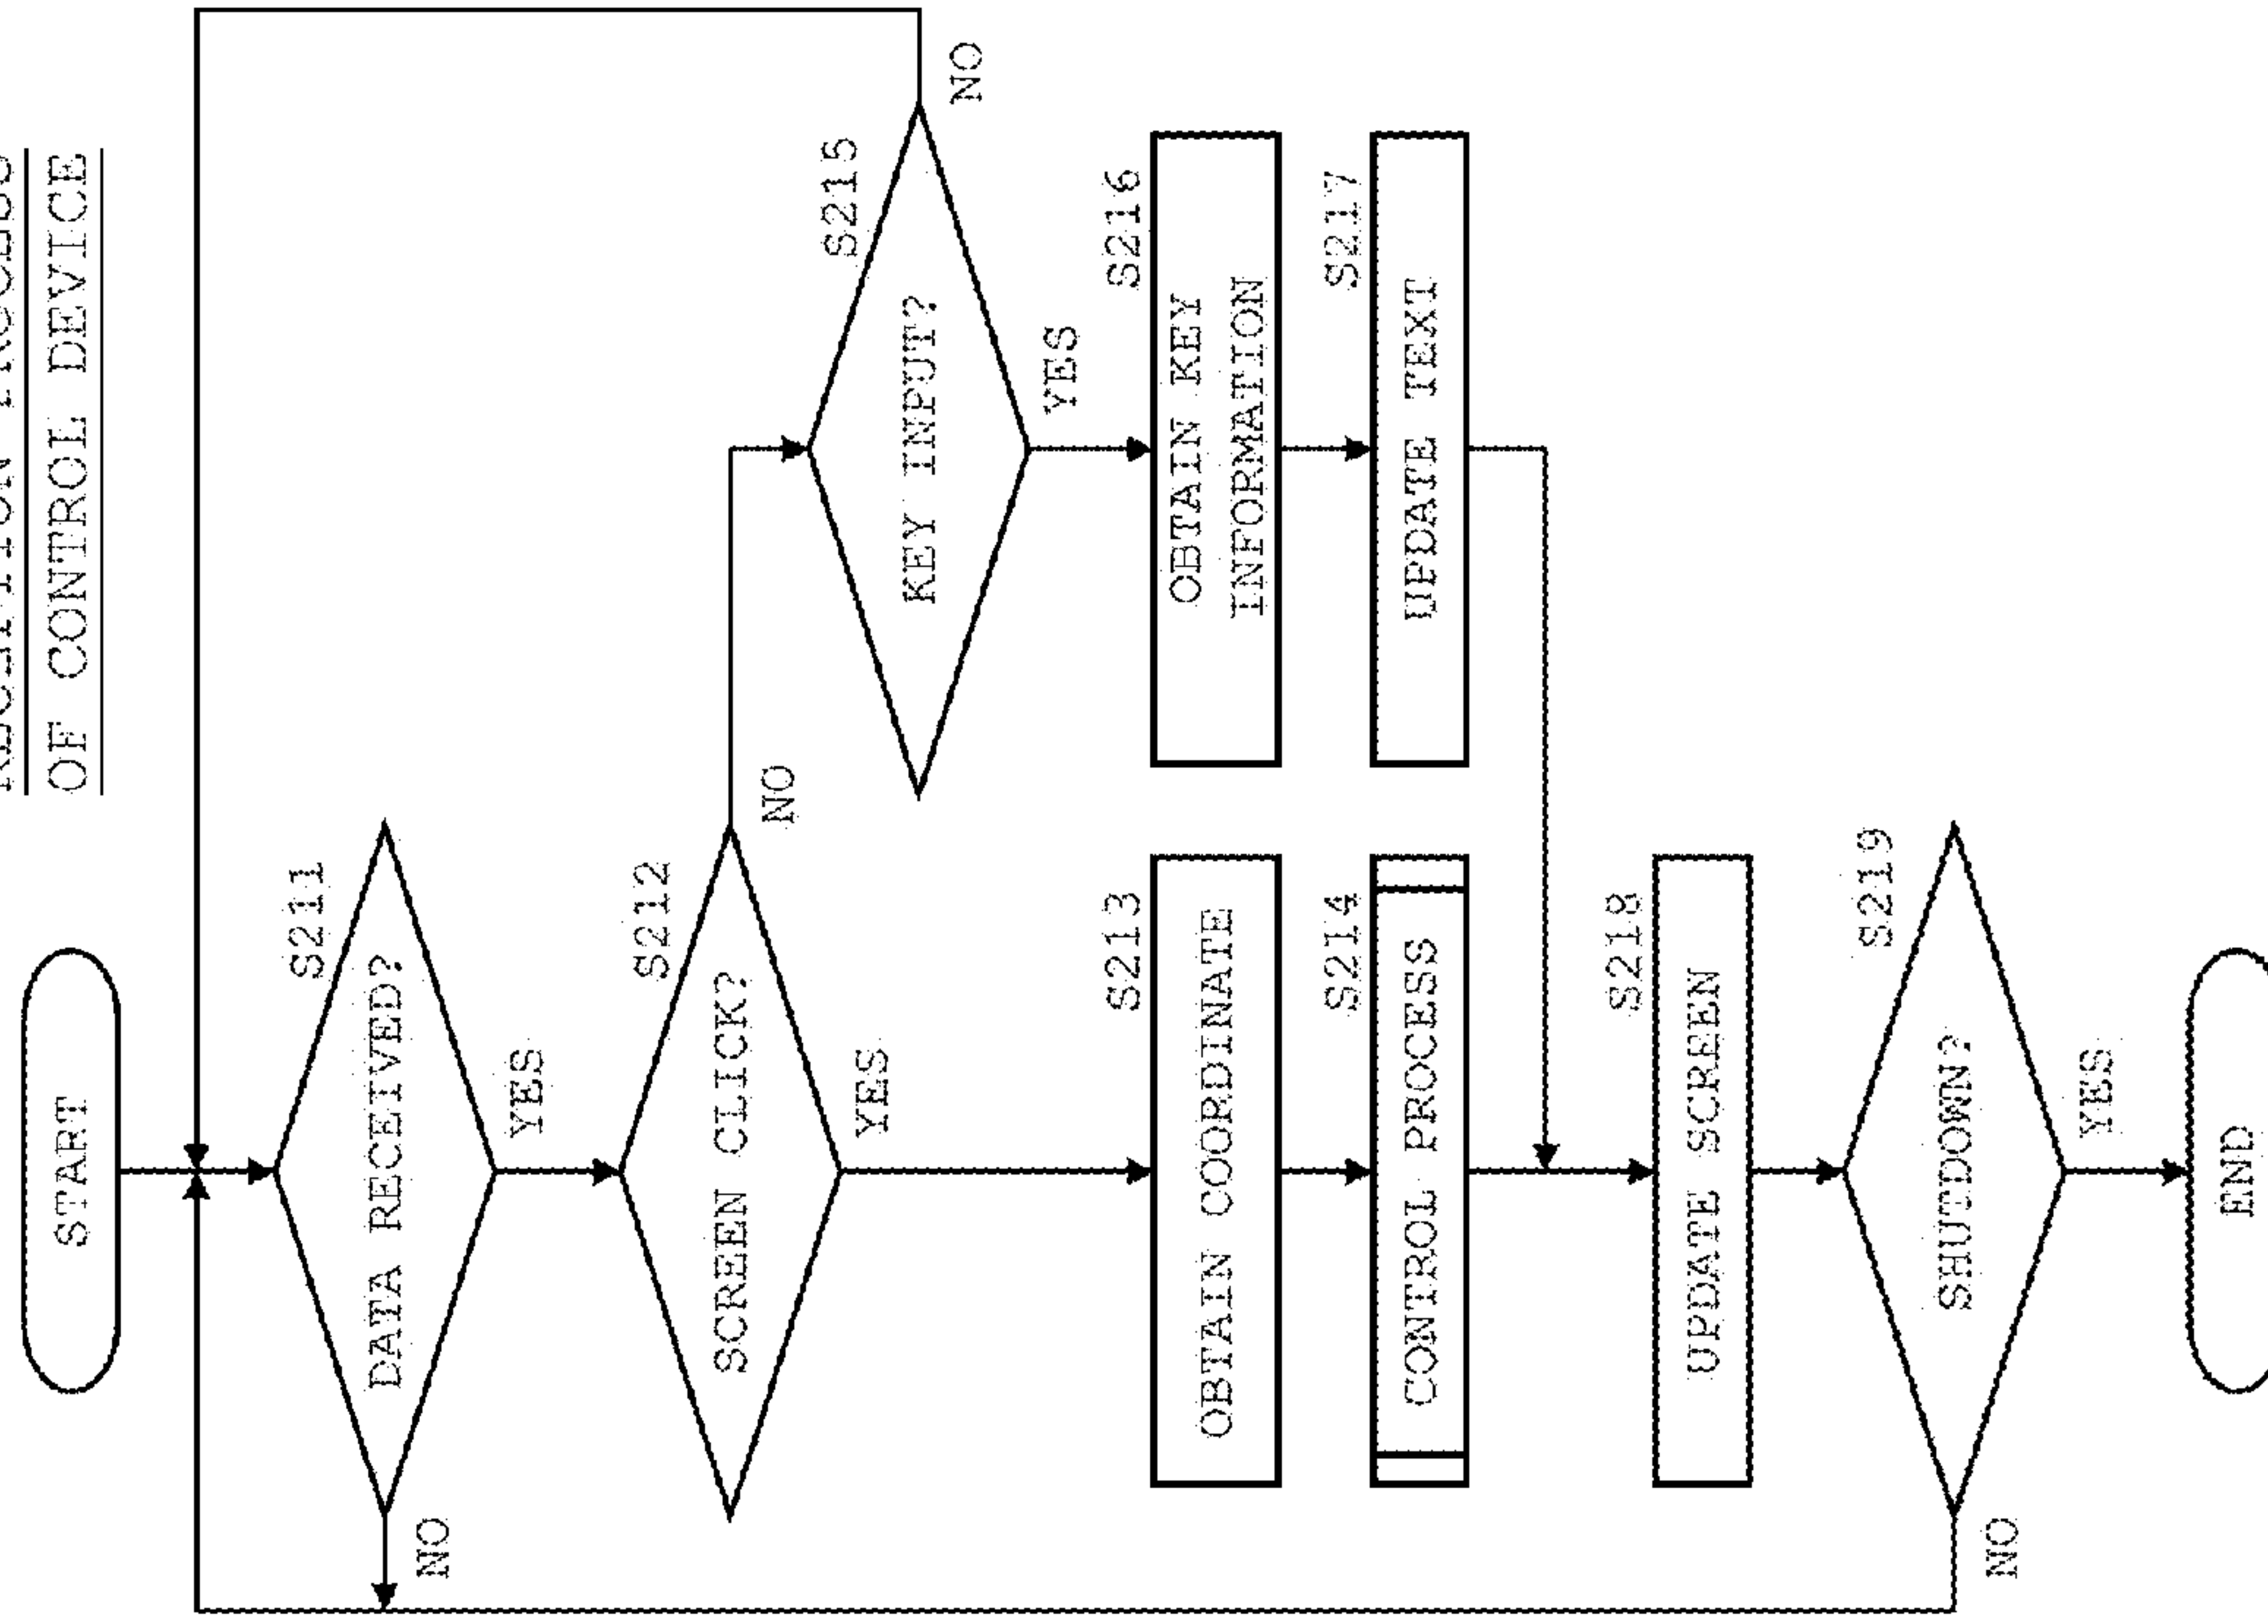 OF CONTROL DEVICE
START
S211
DATA RECEIVED?
NO
YES
S212
SCREEN CLICK?
NO
YES
S215
KEY INPUT?
NO
YES
S213
OBTAIN COORDINATE
S216
OBTAIN KEY
INFORMATION
S214
CONTROL PROCESS
S217
UPDATE TEXT
S218
UPDATE SCREEN
S219
SHUTDOWN?
NO
YES
END